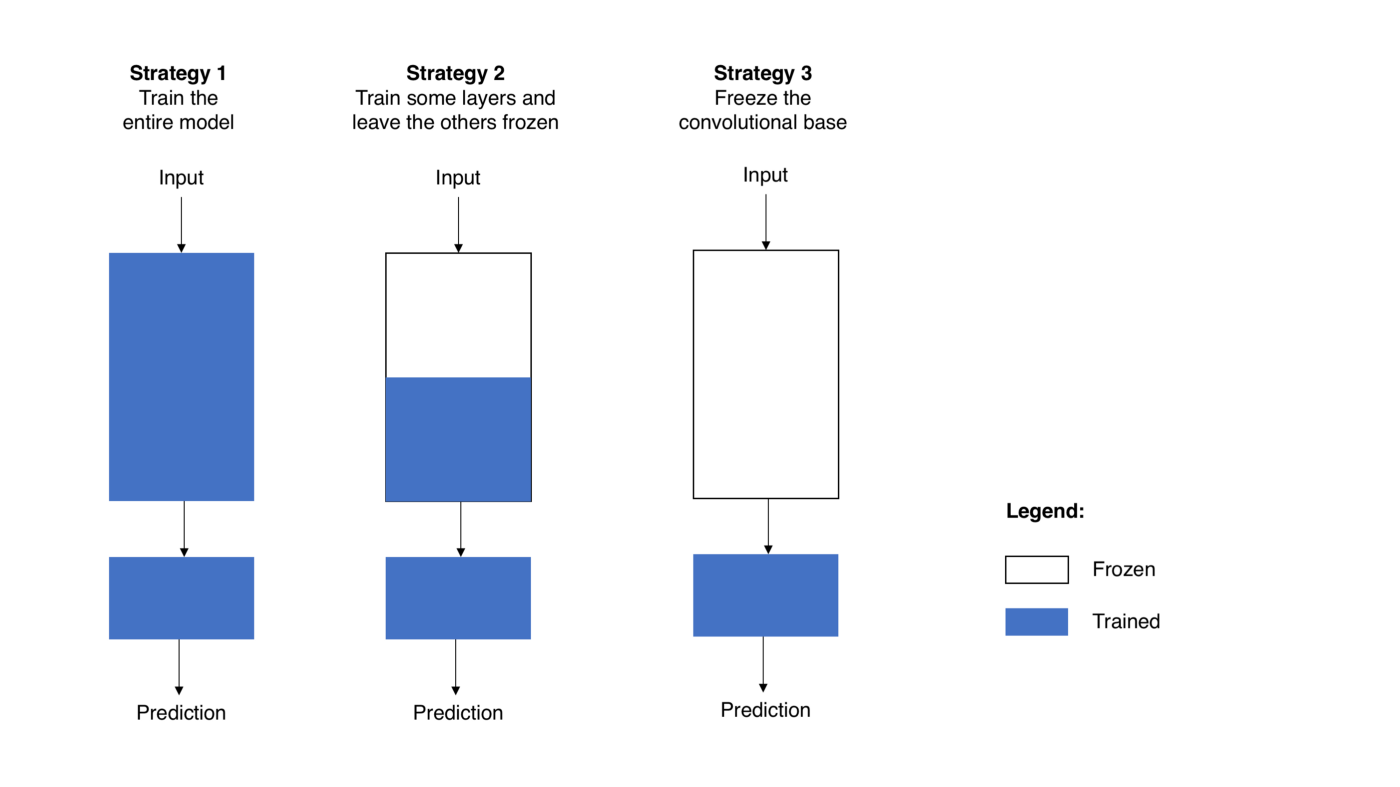 Strategy 1
Train the
entire model
Input
Prediction
Strategy 2
Train some layers and
leave the others frozen
Input
Prediction
Strategy 3
Freeze the
convolutional base
Input
Prediction
Legend:
Frozen
Trained